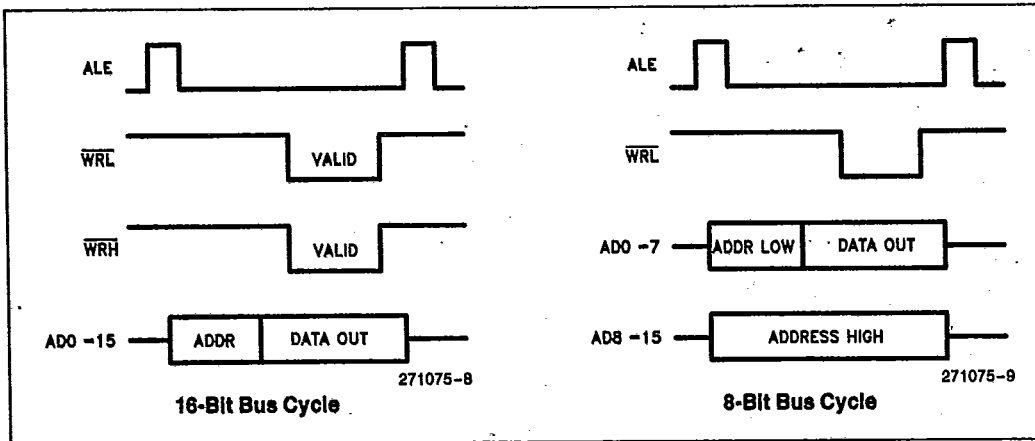 ALE
WRL
VALID
WRH
VALID
AD0 -15
ADDR
DATA OUT
271075-8
16-Bit Bus Cycle
ALE
WRL
AD0 -7
ADDR LOW
DATA OUT
AD8 -15
ADDRESS HIGH
271075-9
8-Bit Bus Cycle